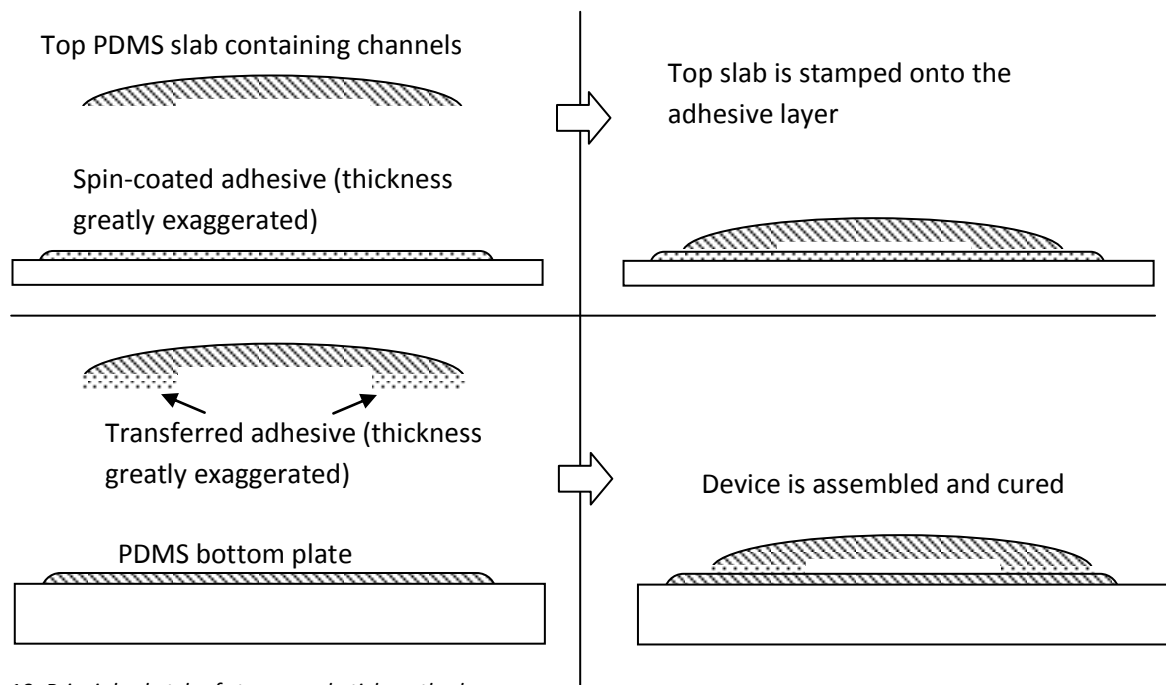 Top PDMS slab containing channels
Spin-coated adhesive (thickness
greatly exaggerated)
Top slab is stamped onto the
adhesive layer
Transferred adhesive (thickness
greatly exaggerated)
PDMS bottom plate
Device is assembled and cured